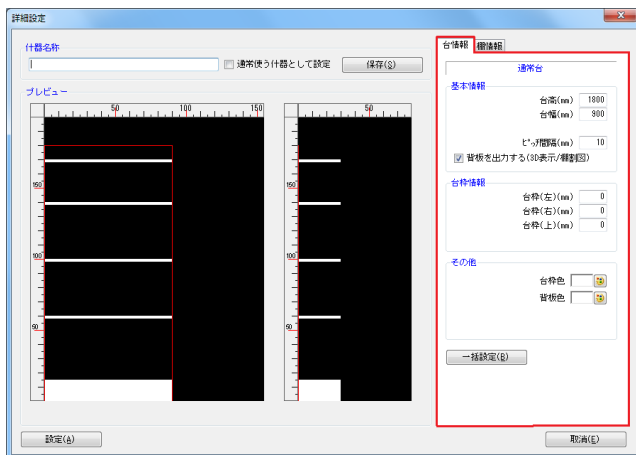 詳細設定
什器名称
通常使う什器として設定
保存(S)
プレビュー
50
100
150
50
150
100
50
台情報
棚情報
通常台
基本情報
台高(mm) 1800
台幅(mm) 900
ﾋﾟｯﾁ間隔(mm) 10
背板を出力する(3D表示/棚割図)
台枠情報
台枠(左)(mm) 0
台枠(右)(mm) 0
台枠(上)(mm) 0
その他
台枠色
背板色
一括設定(B)
設定(A)
取消(E)